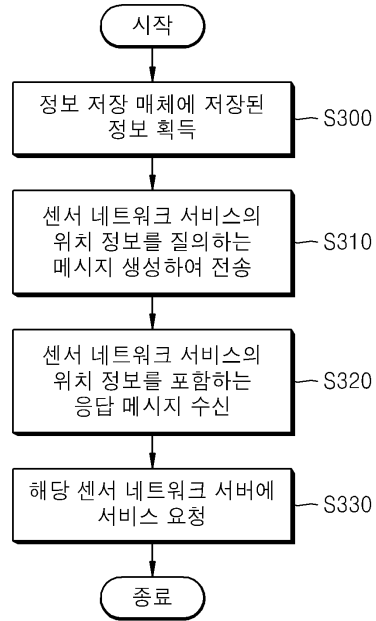 시작
정보 저장 매체에 저장된
정보 획득
S300
센서 네트워크 서비스의
위치 정보를 질의하는
메시지 생성하여 전송
S310
센서 네트워크 서비스의
위치 정보를 포함하는
응답 메시지 수신
S320
해당 센서 네트워크 서버에
서비스 요청
S330
종료